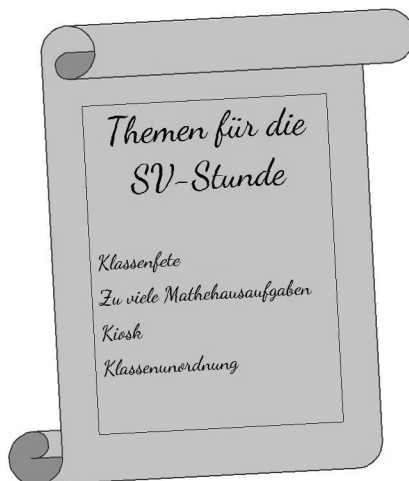 Themen für die
SV-Stunde
Klassenfete
Zu viele Mathehausaufgaben
Kiosk
Klassenunordnung